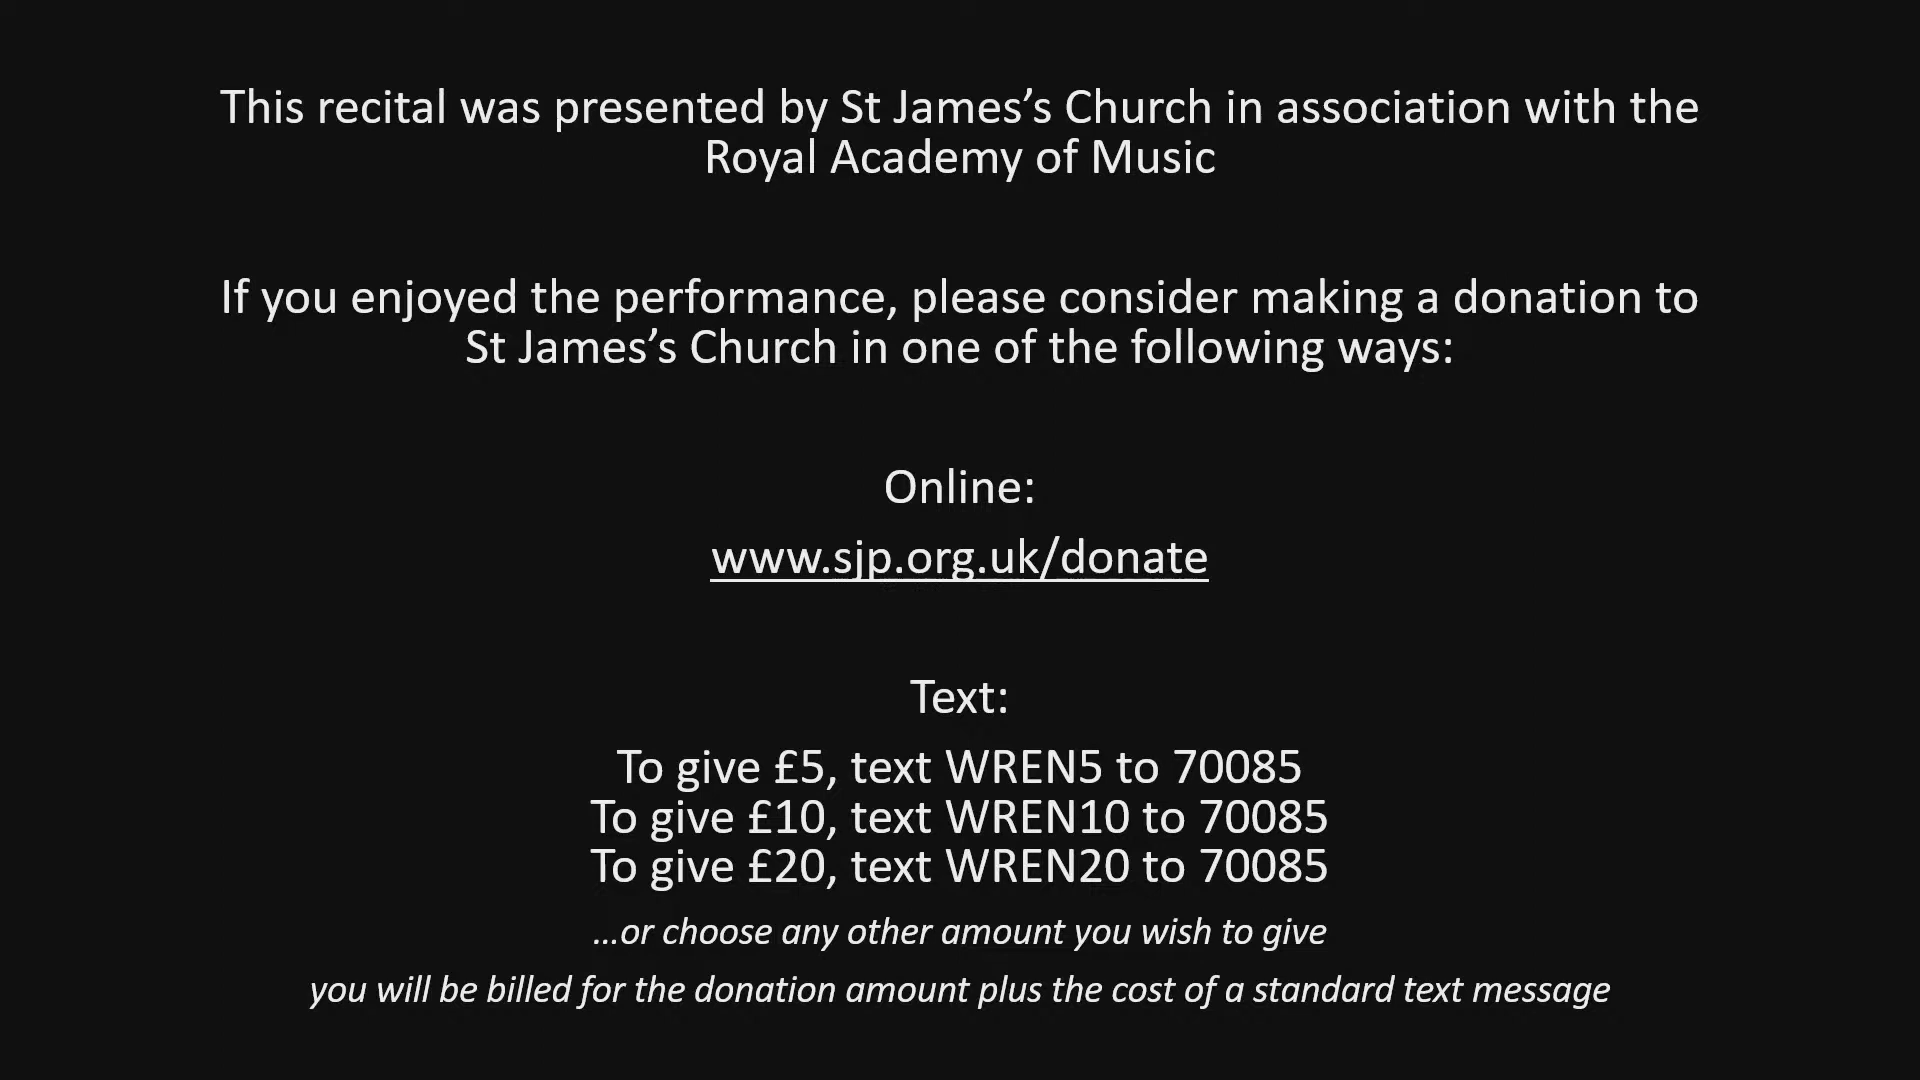 This recital was presented by St James’s Church in association with the
Royal Academy of Music
If you enjoyed the performance, please consider making a donation to
St James’s Church in one of the following ways:
Online:
www.sjp.org.uk/donate
Text:
To give £5, text WREN5 to 70085
To give £10, text WREN10 to 70085
To give £20, text WREN20 to 70085
…or choose any other amount you wish to give
you will be billed for the donation amount plus the cost of a standard text message